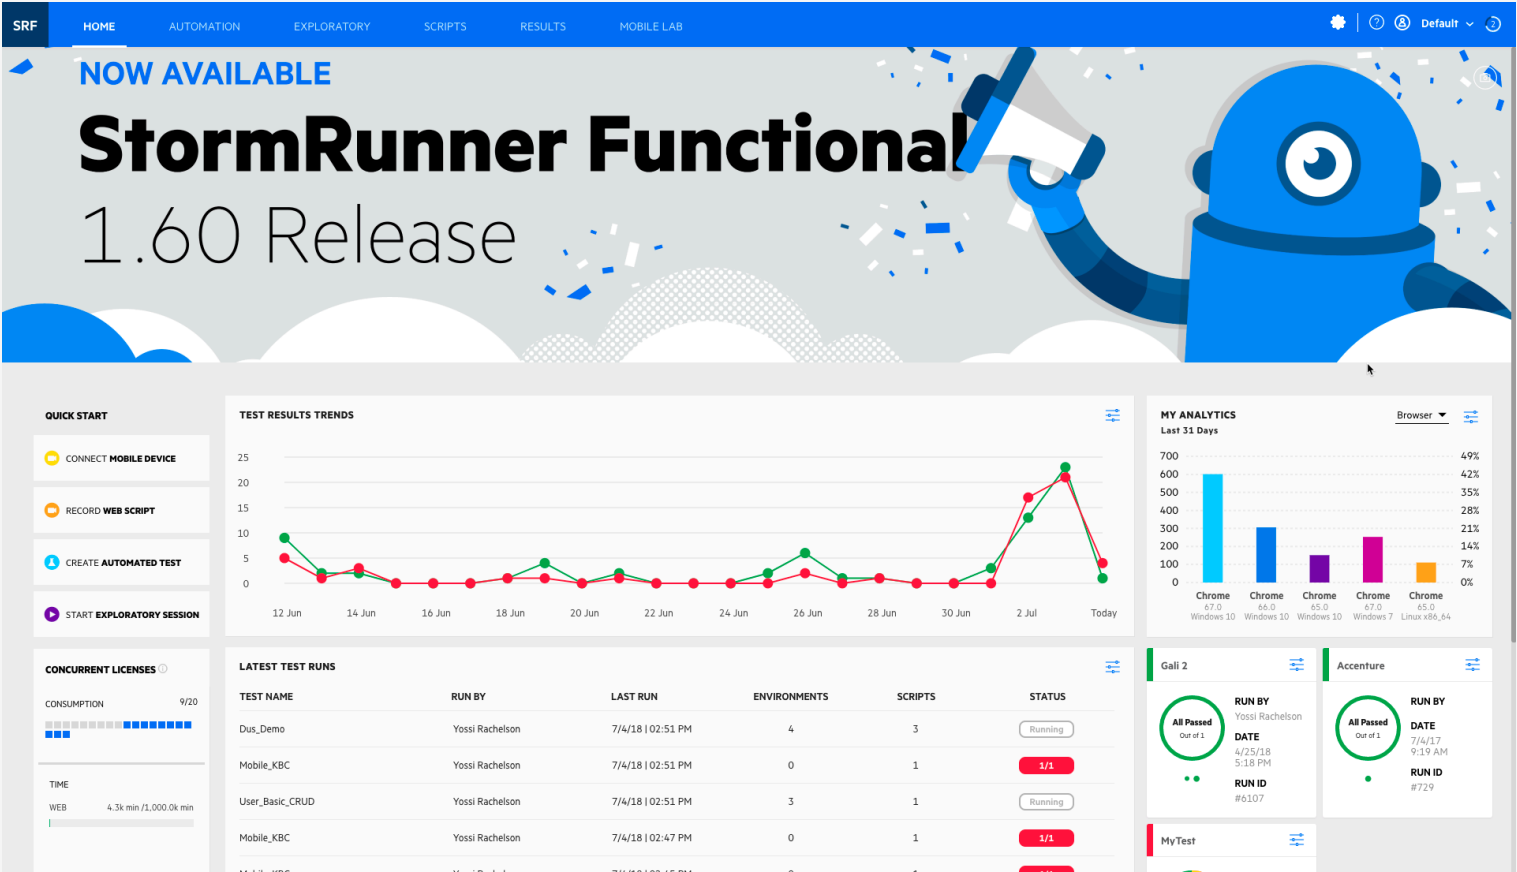 SRF
HOME
AUTOMATION
EXPLORATORY
SCRIPTS
RESULTS
MOBILE LAB
?
Default
2
NOW AVAILABLE
StormRunner Functional
1.60 Release
QUICK START
CONNECT MOBILE DEVICE
RECORD WEB SCRIPT
CREATE AUTOMATED TEST
START EXPLORATORY SESSION
CONCURRENT LICENSES
CONSUMPTION 9/20
TIME
WEB 4.3k min /1,000.0k min
TEST RESULTS TRENDS
25
20
15
10
5
0
12 Jun 14 Jun 16 Jun 18 Jun 20 Jun 22 Jun 24 Jun 26 Jun 28 Jun 30 Jun 2 Jul Today
LATEST TEST RUNS
TEST NAME RUN BY LAST RUN ENVIRONMENTS SCRIPTS STATUS
Dus_Demo Yossi Rachelson 7/4/18 | 02:51 PM 4 3 Running
Mobile_KBC Yossi Rachelson 7/4/18 | 02:51 PM 0 1 1/1
User_Basic_CRUD Yossi Rachelson 7/4/18 | 02:51 PM 3 1 Running
Mobile_KBC Yossi Rachelson 7/4/18 | 02:47 PM 0 1 1/1
MY ANALYTICS
Browser
Last 31 Days
700 49%
600 42%
500 35%
400 28%
300 21%
200 14%
100 7%
0 0%
Chrome Chrome Chrome Chrome Chrome
67.0 66.0 65.0 67.0 65.0
Windows 10 Windows 10 Windows 10 Windows 7 Linux x86_64
Gali 2
All Passed
Out of 1
RUN BY
Yossi Rachelson
DATE
4/25/18
5:18 PM
RUN ID
#6107
Accenture
All Passed
Out of 1
RUN BY
DATE
7/4/17
9:19 AM
RUN ID
#729
MyTest